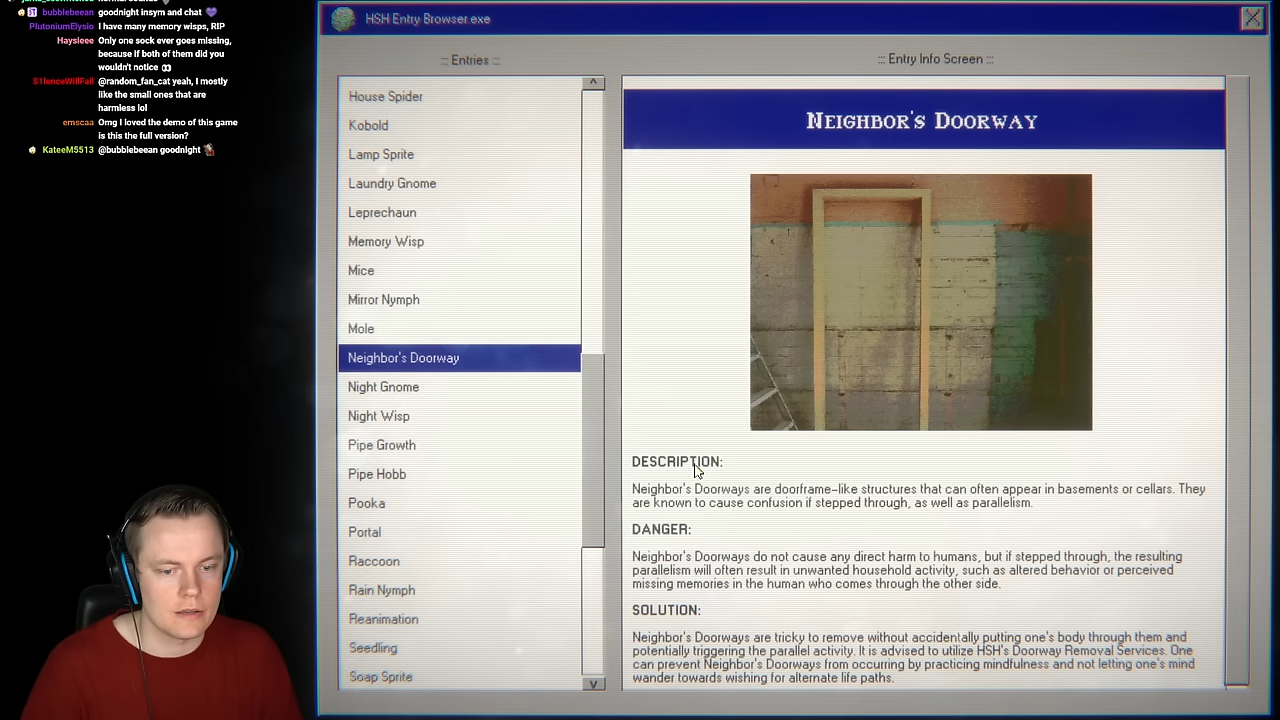 bubblebeean goodnight insym and chat
PlutoniumElysio I have many memory wisps, RIP
Haysleee Only one sock ever goes missing,
because if both of them did you
wouldn't notice
S1lenceWillFall @random_fan_cat yeah, I mostly
like the small ones that are
harmless lol
emscaa Omg I loved the demo of this game
is this the full version?
KateeM5513 @bubblebeean goodnight
HSH Entry Browser.exe
::: Entries :::
House Spider
Kobold
Lamp Sprite
Laundry Gnome
Leprechaun
Memory Wisp
Mice
Mirror Nymph
Mole
Neighbor's Doorway
Night Gnome
Night Wisp
Pipe Growth
Pipe Hobb
Pooka
Portal
Raccoon
Rain Nymph
Reanimation
Seedling
Soap Sprite
::: Entry Info Screen :::
Neighbor's Doorway
DESCRIPTION:
Neighbor's Doorways are doorframe-like structures that can often appear in basements or cellars. They
are known to cause confusion if stepped through, as well as parallelism.
DANGER:
Neighbor's Doorways do not cause any direct harm to humans, but if stepped through, the resulting
parallelism will often result in unwanted household activity, such as altered behavior or perceived
missing memories in the human who comes through the other side.
SOLUTION:
Neighbor's Doorways are tricky to remove without accidentally putting one's body through them and
potentially triggering the parallel activity. It is advised to utilize HSH's Doorway Removal Services. One
can prevent Neighbor's Doorways from occurring by practicing mindfulness and not letting one's mind
wander towards wishing for alternate life paths.